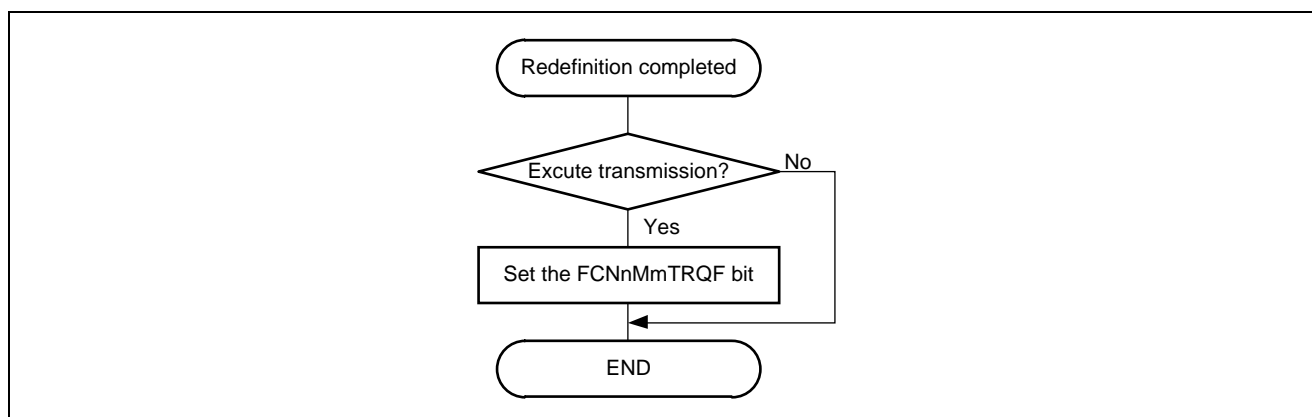 Redefinition completed
Excute transmission?
No
Yes
Set the FCNnMmTRQF bit
END